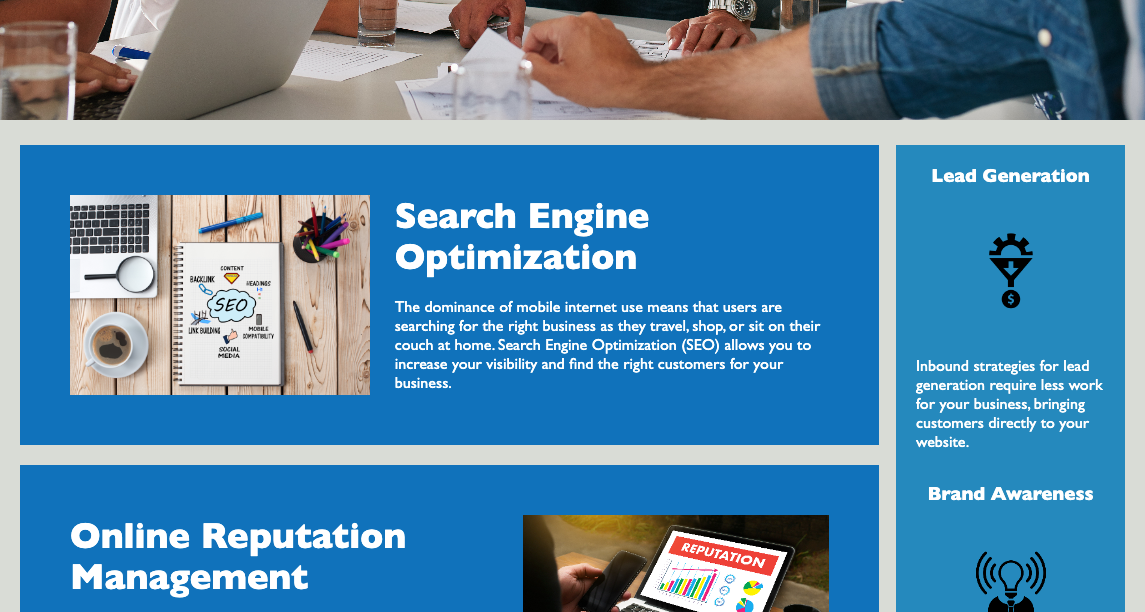 Search Engine
Optimization
The dominance of mobile internet use means that users are
searching for the right business as they travel, shop, or sit on their
couch at home. Search Engine Optimization (SEO) allows you to
increase your visibility and find the right customers for your
business.
CONTENT
BACKLINK
HEADINGS
SEO
LINK BUILDING
MOBILE
COMPATIBILITY
SOCIAL
MEDIA
Online Reputation
Management
REPUTATION
Lead Generation
$
Inbound strategies for lead
generation require less work
for your business, bringing
customers directly to your
website.
Brand Awareness